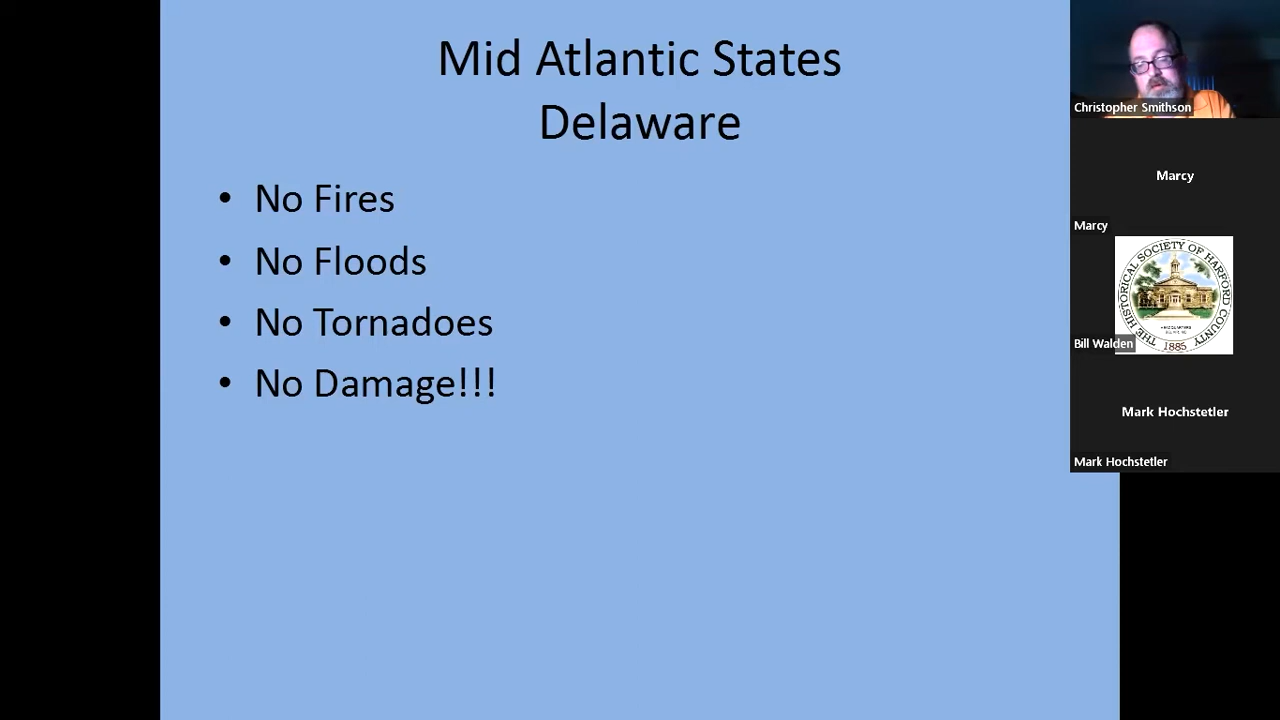 Mid Atlantic States
Delaware
• No Fires
• No Floods
• No Tornadoes
• No Damage!!!
Christopher Smithson
Marcy
Marcy
THE HISTORICAL SOCIETY OF HARFORD COUNTY
HEADQUARTERS
1885
Bill Walden
Mark Hochstetler
Mark Hochstetler